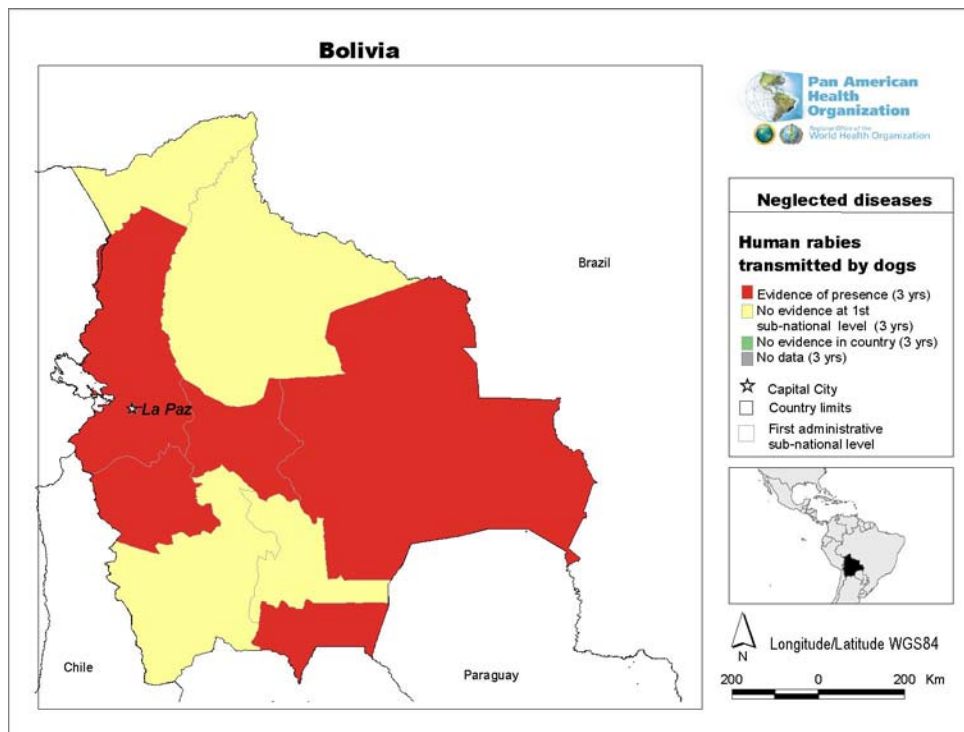 Bolivia
Brazil
La Paz
Chile
Paraguay
Pan American
Health
Organization
Regional Office of the
World Health Organization
Neglected diseases
Human rabies
transmitted by dogs
Evidence of presence (3 yrs)
No evidence at 1st
sub-national level (3 yrs)
No evidence in country (3 yrs)
No data (3 yrs)
Capital City
Country limits
First administrative
sub-national level
N
Longitude/Latitude WGS84
200 0 200 Km